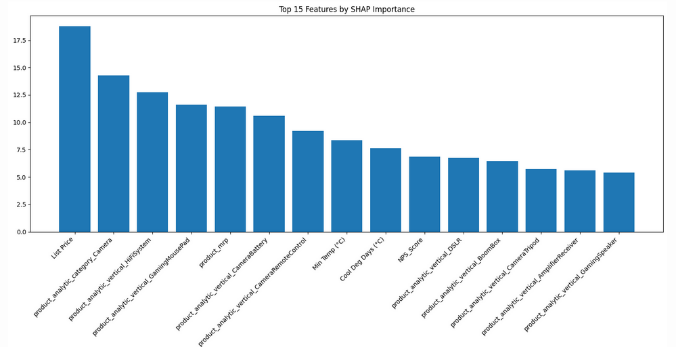 Top 15 Features by SHAP Importance
17.5
15.0
12.5
10.0
7.5
5.0
2.5
0.0
List Price
product_analytic_category_Camera
product_analytic_vertical_HiFiSystem
product_analytic_vertical_GamingMousePad
product_mrp
product_analytic_vertical_CameraBattery
product_analytic_vertical_CameraRemoteControl
Min Temp (°C)
Cool Deg Days (°C)
NPS_Score
product_analytic_vertical_DSLR
product_analytic_vertical_BoomBox
product_analytic_vertical_CameraTripod
product_analytic_vertical_AmplifierReceiver
product_analytic_vertical_GamingSpeaker